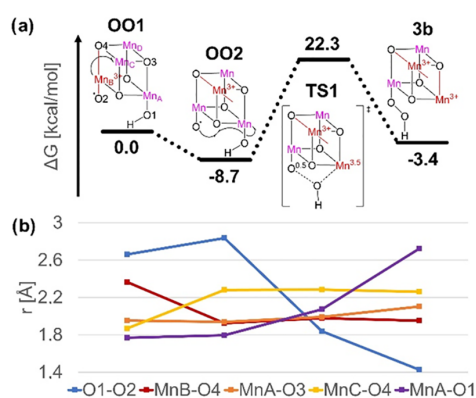 (a)
OO1
OO2
22.3
TS1
3b
ΔG [kcal/mol]
O4
MnD
MnC
MnB3+
O3
•O2
O
MnA
O1
H
0.0
Mn
O
Mn3+
O
Mn
O
Mn
O
H
-8.7
Mn
O
Mn3+
O
Mn
O
Mn3.5
O0.5
O
H
‡
Mn
O
Mn3+
O
Mn
O
Mn3+
O
O
H
-3.4
(b)
r [Å]
3
2.6
2.2
1.8
1.4
O1-O2 MnB-O4 MnA-O3 MnC-O4 MnA-O1